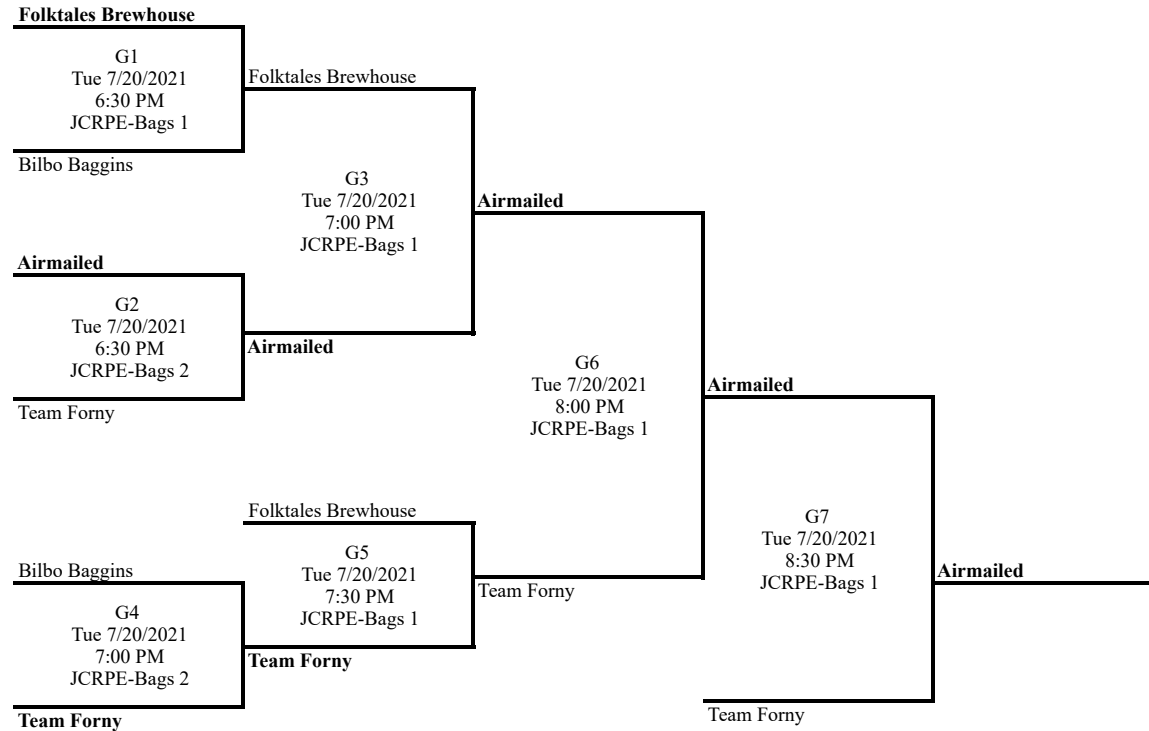 Folktales Brewhouse
G1
Tue 7/20/2021
6:30 PM
JCRPE-Bags 1
Bilbo Baggins
Folktales Brewhouse
G3
Tue 7/20/2021
7:00 PM
JCRPE-Bags 1
Airmailed
Airmailed
G2
Tue 7/20/2021
6:30 PM
JCRPE-Bags 2
Team Forny
Airmailed
G6
Tue 7/20/2021
8:00 PM
JCRPE-Bags 1
Airmailed
Folktales Brewhouse
G5
Tue 7/20/2021
7:30 PM
JCRPE-Bags 1
Team Forny
Bilbo Baggins
G4
Tue 7/20/2021
7:00 PM
JCRPE-Bags 2
Team Forny
Team Forny
G7
Tue 7/20/2021
8:30 PM
JCRPE-Bags 1
Airmailed
Team Forny